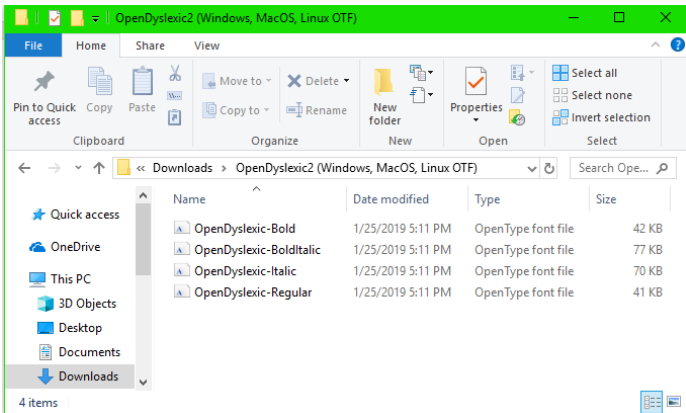 OpenDyslexic2 (Windows, MacOS, Linux OTF)
File Home Share View
Pin to Quick access
Copy
Paste
Move to
Copy to
Delete
Rename
New folder
Properties
Select all
Select none
Invert selection
Clipboard Organize New Open Select
« Downloads > OpenDyslexic2 (Windows, MacOS, Linux OTF) Search Ope...
Name Date modified Type Size
Quick access
OneDrive
This PC
3D Objects
Desktop
Documents
Downloads
OpenDyslexic-Bold 1/25/2019 5:11 PM OpenType font file 42 KB
OpenDyslexic-BoldItalic 1/25/2019 5:11 PM OpenType font file 77 KB
OpenDyslexic-Italic 1/25/2019 5:11 PM OpenType font file 70 KB
OpenDyslexic-Regular 1/25/2019 5:11 PM OpenType font file 41 KB
4 items